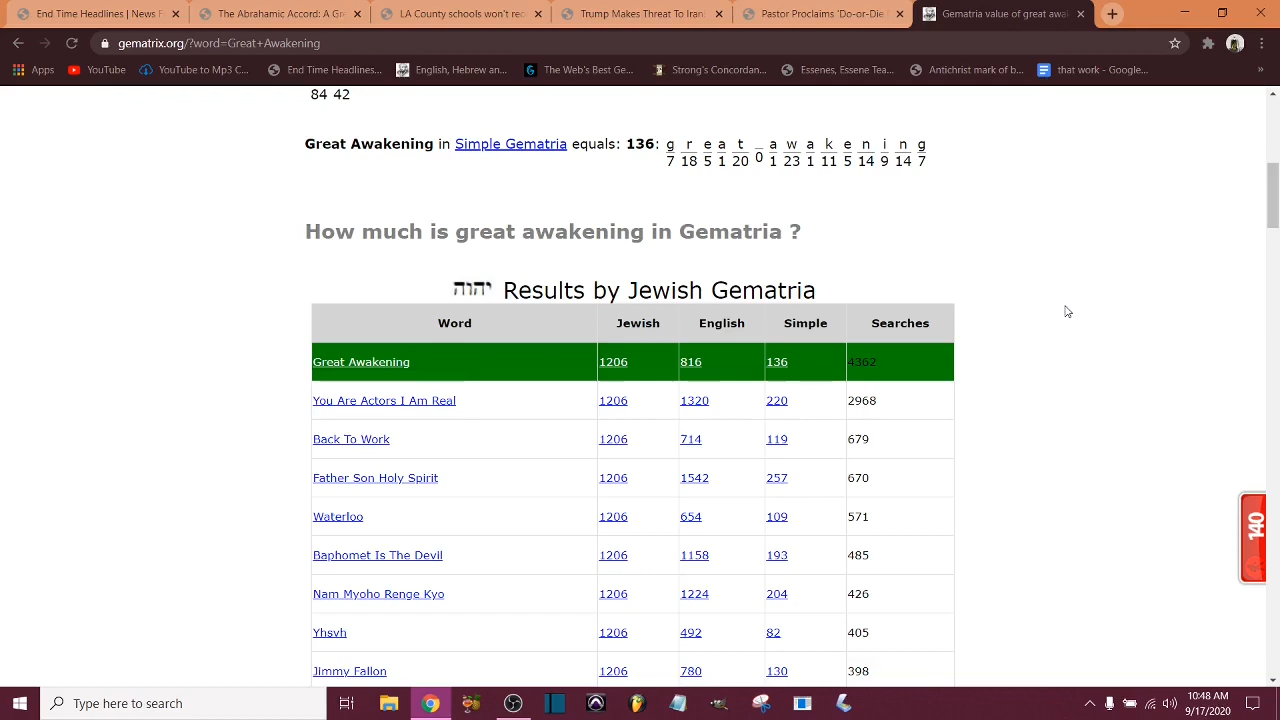 End Time Headlines | News F
The Abrahamic Accord: A Gre
LA County schools won't reco
Trump Makes Threat To Iran:
Pastor Proclaims 'Do-or-Die M
Gematria value of great awak
gematrix.org/?word=Great+Awakening
Apps
YouTube
YouTube to Mp3 C...
End Time Headlines...
English, Hebrew an...
The Web's Best Ge...
Strong's Concordan...
Essenes, Essene Tea...
Antichrist mark of b...
that work - Google...
84 42
Great Awakening in Simple Gematria equals: 136: g r e a t _ a w a k e n i n g
7 18 5 1 20 0 1 23 1 11 5 14 9 14 7
How much is great awakening in Gematria ?
יהוה Results by Jewish Gematria
Word Jewish English Simple Searches
Great Awakening 1206 816 136 4362
You Are Actors I Am Real 1206 1320 220 2968
Back To Work 1206 714 119 679
Father Son Holy Spirit 1206 1542 257 670
Waterloo 1206 654 109 571
Baphomet Is The Devil 1206 1158 193 485
Nam Myoho Renge Kyo 1206 1224 204 426
Yhsvh 1206 492 82 405
Jimmy Fallon 1206 780 130 398
140
Type here to search
10:48 AM
9/17/2020